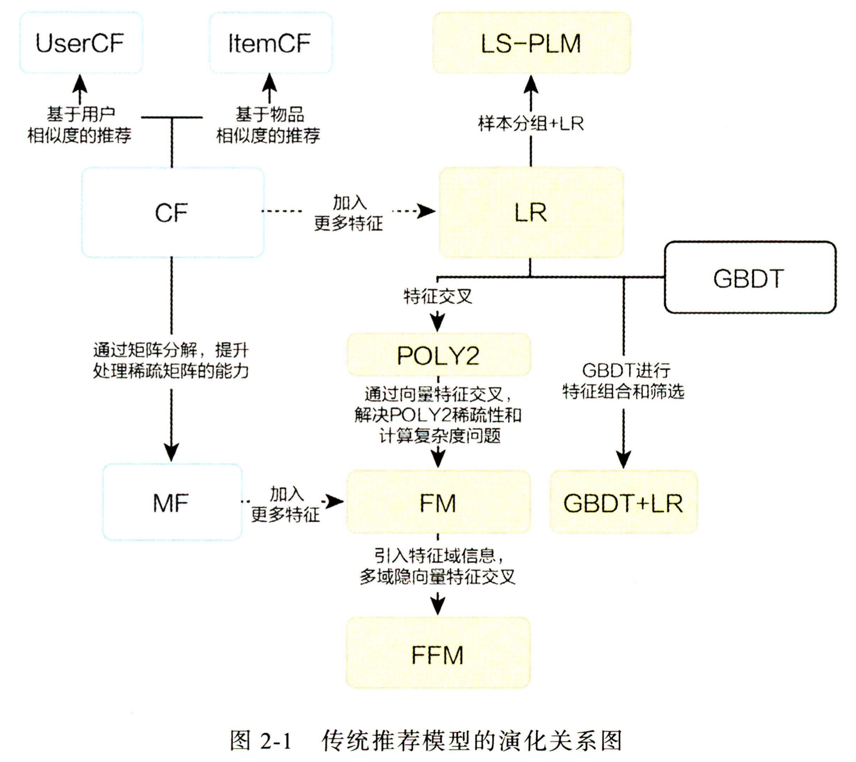 UserCF
ItemCF
LS-PLM
基于用户
相似度的推荐
基于物品
相似度的推荐
样本分组+LR
CF
加入
更多特征
LR
GBDT
特征交叉
通过矩阵分解，提升
处理稀疏矩阵的能力
POLY2
GBDT进行
特征组合和筛选
通过向量特征交叉，
解决POLY2稀疏性和
计算复杂度问题
MF
加入
更多特征
FM
GBDT+LR
引入特征域信息，
多域隐向量特征交叉
FFM
图 2-1 传统推荐模型的演化关系图